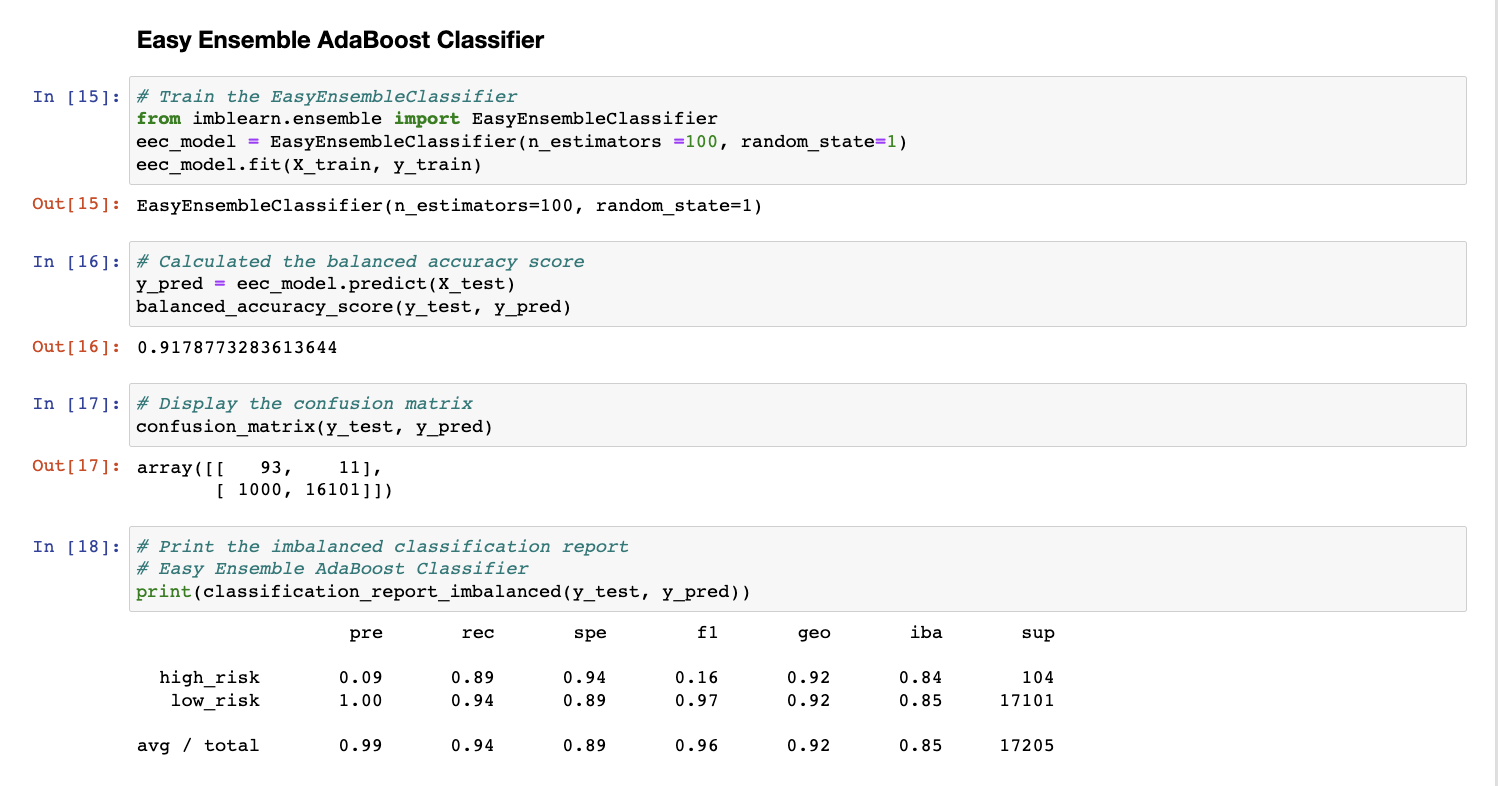 Easy Ensemble AdaBoost Classifier
In [15]: # Train the EasyEnsembleClassifier
from imblearn.ensemble import EasyEnsembleClassifier
eec_model = EasyEnsembleClassifier(n_estimators =100, random_state=1)
eec_model.fit(X_train, y_train)
Out[15]: EasyEnsembleClassifier(n_estimators=100, random_state=1)
In [16]: # Calculated the balanced accuracy score
y_pred = eec_model.predict(X_test)
balanced_accuracy_score(y_test, y_pred)
Out[16]: 0.9178773283613644
In [17]: # Display the confusion matrix
confusion_matrix(y_test, y_pred)
Out[17]: array([[   93,    11],
       [ 1000, 16101]])
In [18]: # Print the imbalanced classification report
# Easy Ensemble AdaBoost Classifier
print(classification_report_imbalanced(y_test, y_pred))
pre rec spe f1 geo iba sup
high_risk 0.09 0.89 0.94 0.16 0.92 0.84 104
low_risk 1.00 0.94 0.89 0.97 0.92 0.85 17101
avg / total 0.99 0.94 0.89 0.96 0.92 0.85 17205